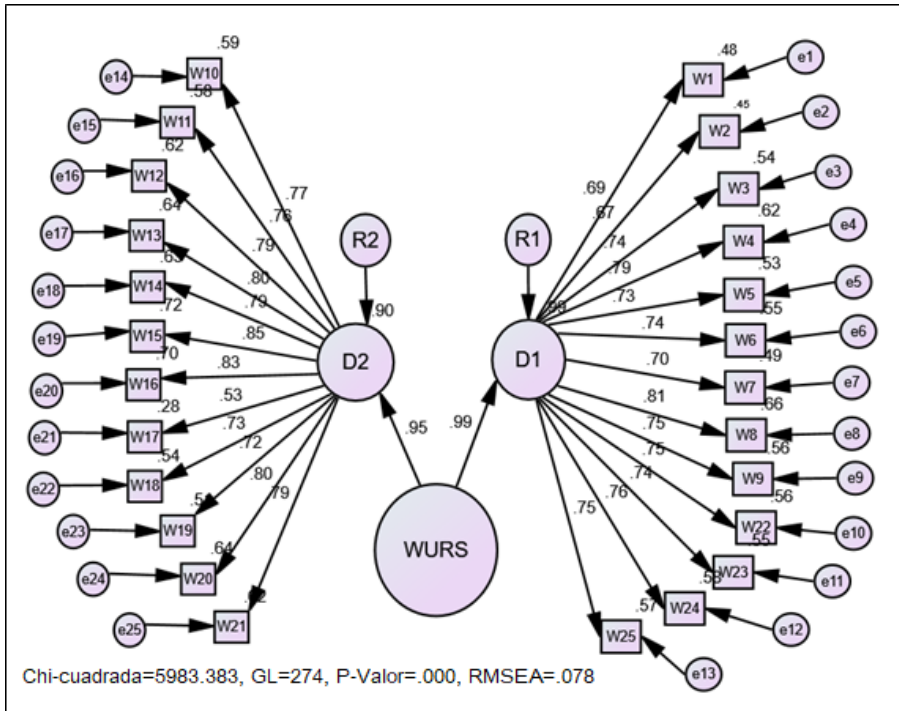 .59
.48
e1
e14
W10
W1
.58
.45
e2
e15
W11
W2
.62
.54
e3
e16
W12
.77
.69
W3
.64
.76
.67
.62
e4
e17
W13
.79
R2
R1
.74
W4
.63
.80
.79
.53
e5
e18
W14
.79
.73
W5
.72
.90
.55
e6
e19
W15
.85
.74
W6
.70
D2
D1
.70
.49
e7
e20
W16
.83
W7
.28
.53
.81
.66
e8
e21
W17
.73
.95
.99
.75
W8
.54
.72
.75
.56
e9
e22
W18
.80
.74
W9
.79
.76
.56
e10
e23
W19
.75
W22
WURS
.55
.64
.58
W23
e11
e24
W20
.62
.57
W24
e12
e25
W21
W25
e13
Chi-cuadrada=5983.383, GL=274, P-Valor=.000, RMSEA=.078